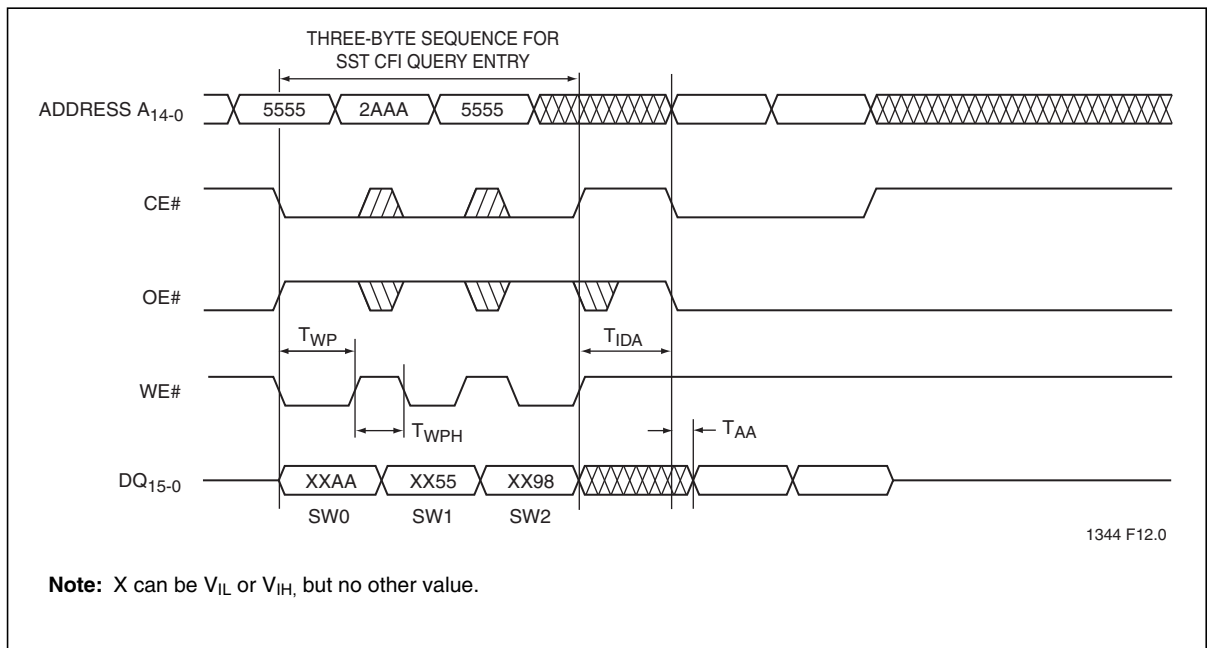 THREE-BYTE SEQUENCE FOR
SST CFI QUERY ENTRY
ADDRESS A14-0
5555 2AAA 5555
CE#
OE#
TWP TIDA
WE#
TWPH TAA
DQ15-0
XXAA XX55 XX98
SW0 SW1 SW2
1344 F12.0
Note: X can be VIL or VIH, but no other value.